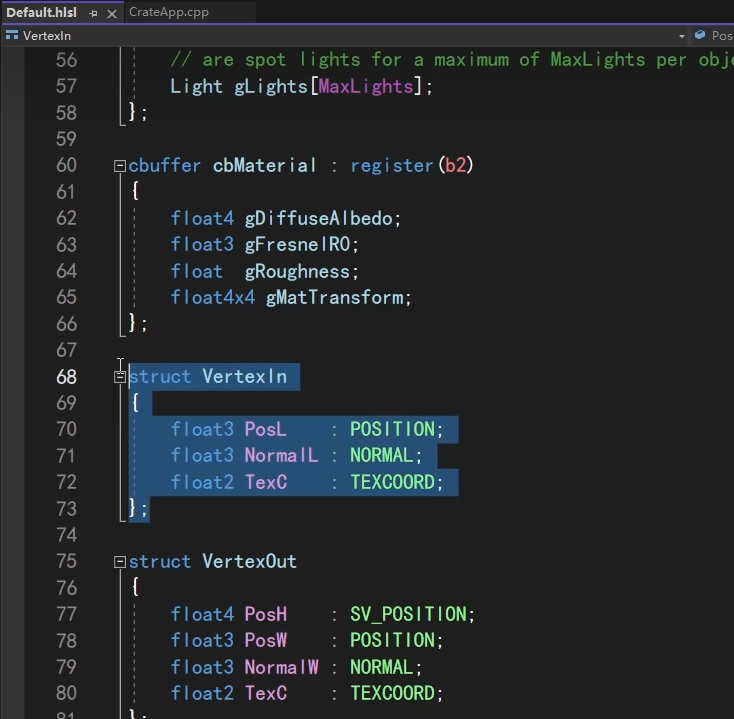 Default.hlsl CrateApp.cpp
VertexIn Pos
56 // are spot lights for a maximum of MaxLights per obj
57 Light gLights[MaxLights];
58 };
59
60 cbuffer cbMaterial : register(b2)
61 {
62 float4 gDiffuseAlbedo;
63 float3 gFresnelR0;
64 float  gRoughness;
65 float4x4 gMatTransform;
66 };
67
68 struct VertexIn
69 {
70 float3 PosL    : POSITION;
71 float3 NormalL : NORMAL;
72 float2 TexC    : TEXCOORD;
73 };
74
75 struct VertexOut
76 {
77 float4 PosH    : SV_POSITION;
78 float3 PosW    : POSITION;
79 float3 NormalW : NORMAL;
80 float2 TexC    : TEXCOORD;
81 };